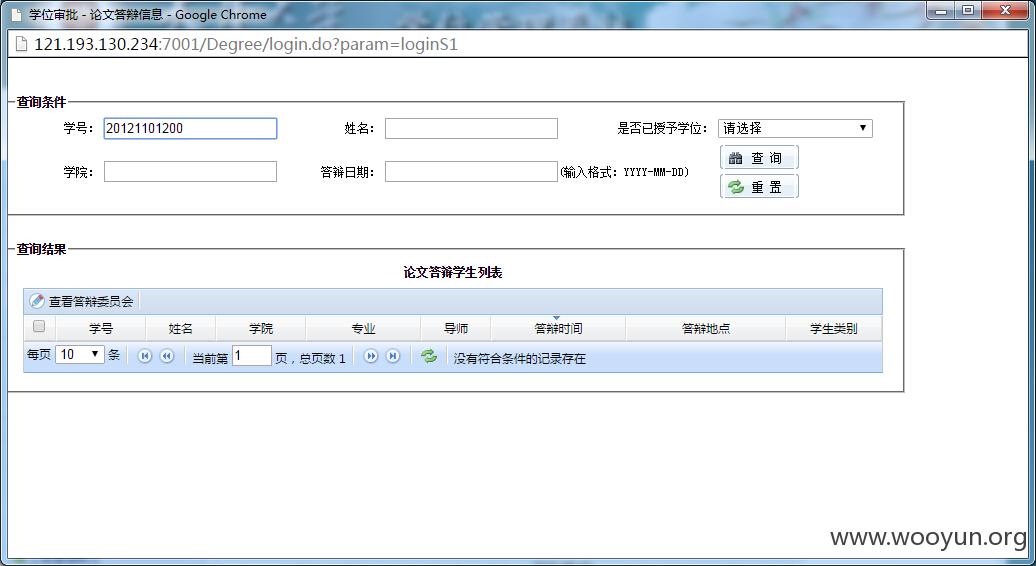 学位审批 - 论文答辩信息 - Google Chrome
121.193.130.234:7001/Degree/login.do?param=loginS1
查询条件
学号： 20121101200 姓名： 是否已授予学位： 请选择
学院： 答辩日期： (输入格式：YYYY-MM-DD) 查 询
重 置
查询结果
论文答辩学生列表
查看答辩委员会
学号 姓名 学院 专业 导师 答辩时间 答辩地点 学生类别
每页 10 条 当前第 1 页，总页数 1 没有符合条件的记录存在
www.wooyun.org